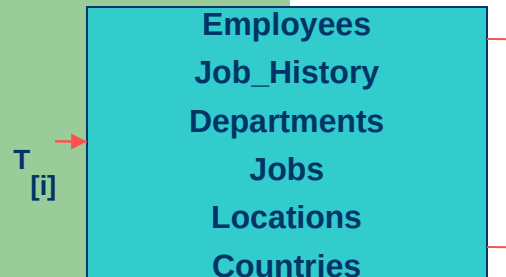 Employees
Job_History
Departments
T
[i]
Jobs
Locations
Countries